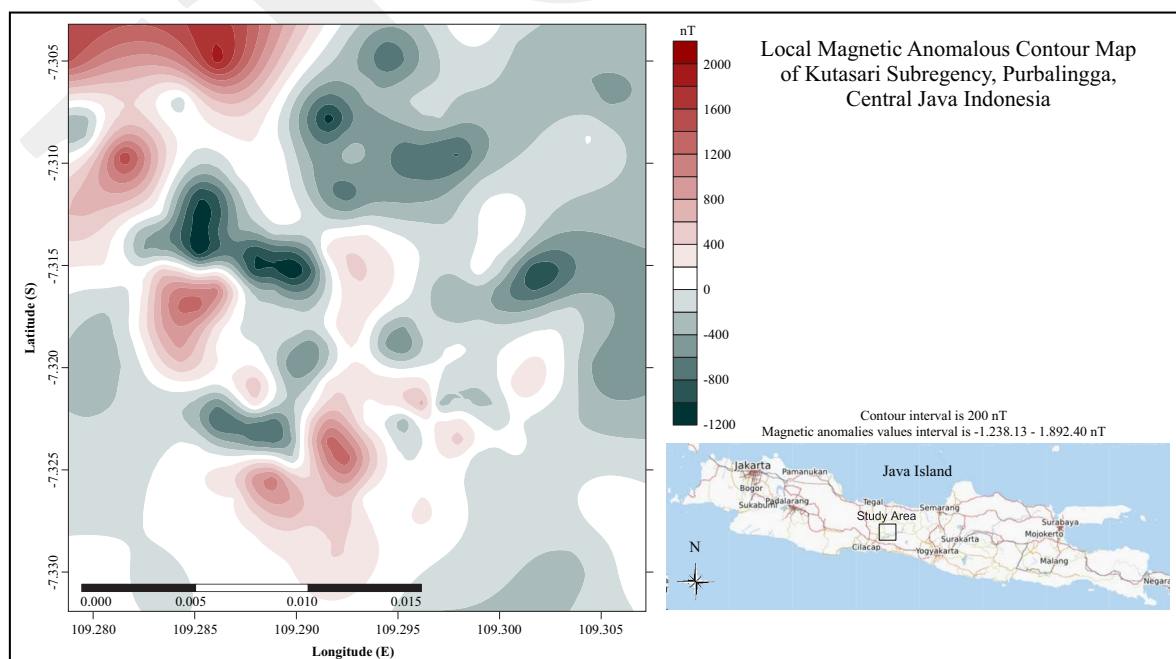 nT
2000
1600
1200
800
400
0
-400
-800
-1200
Local Magnetic Anomalous Contour Map
of Kutasari Subregency, Purbalingga,
Central Java Indonesia
-7.305
-7.310
-7.315
-7.320
-7.325
-7.330
Latitude (S)
0.000 0.005 0.010 0.015
109.280 109.285 109.290 109.295 109.300 109.305
Longitude (E)
Contour interval is 200 nT
Magnetic anomalies values interval is -1.238.13 - 1.892.40 nT
Java Island
Jakarta
Pamanukan
Bogor
Sukabumi
Padalarang
Tegal
Semarang
Study Area
Cilacap
Yogyakarta
Surakarta
Surabaya
Mojokerto
Malang
Negara
N